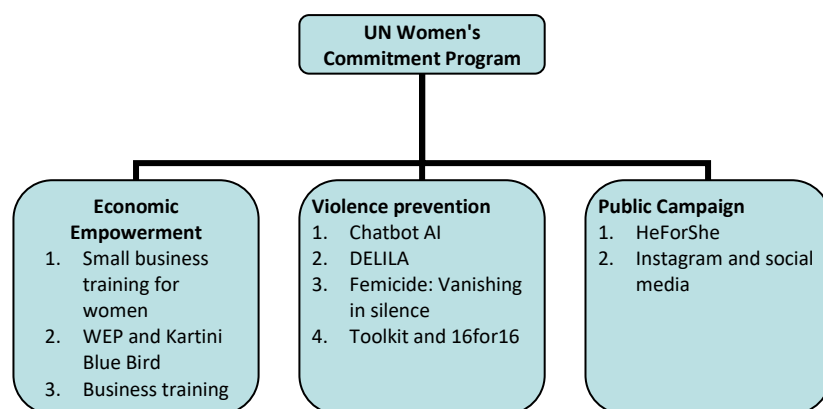 UN Women's
Commitment Program
Economic
Empowerment
1. Small business
training for
women
2. WEP and Kartini
Blue Bird
3. Business training
Violence prevention
1. Chatbot AI
2. DELILA
3. Femicide: Vanishing
in silence
4. Toolkit and 16for16
Public Campaign
1. HeForShe
2. Instagram and social
media